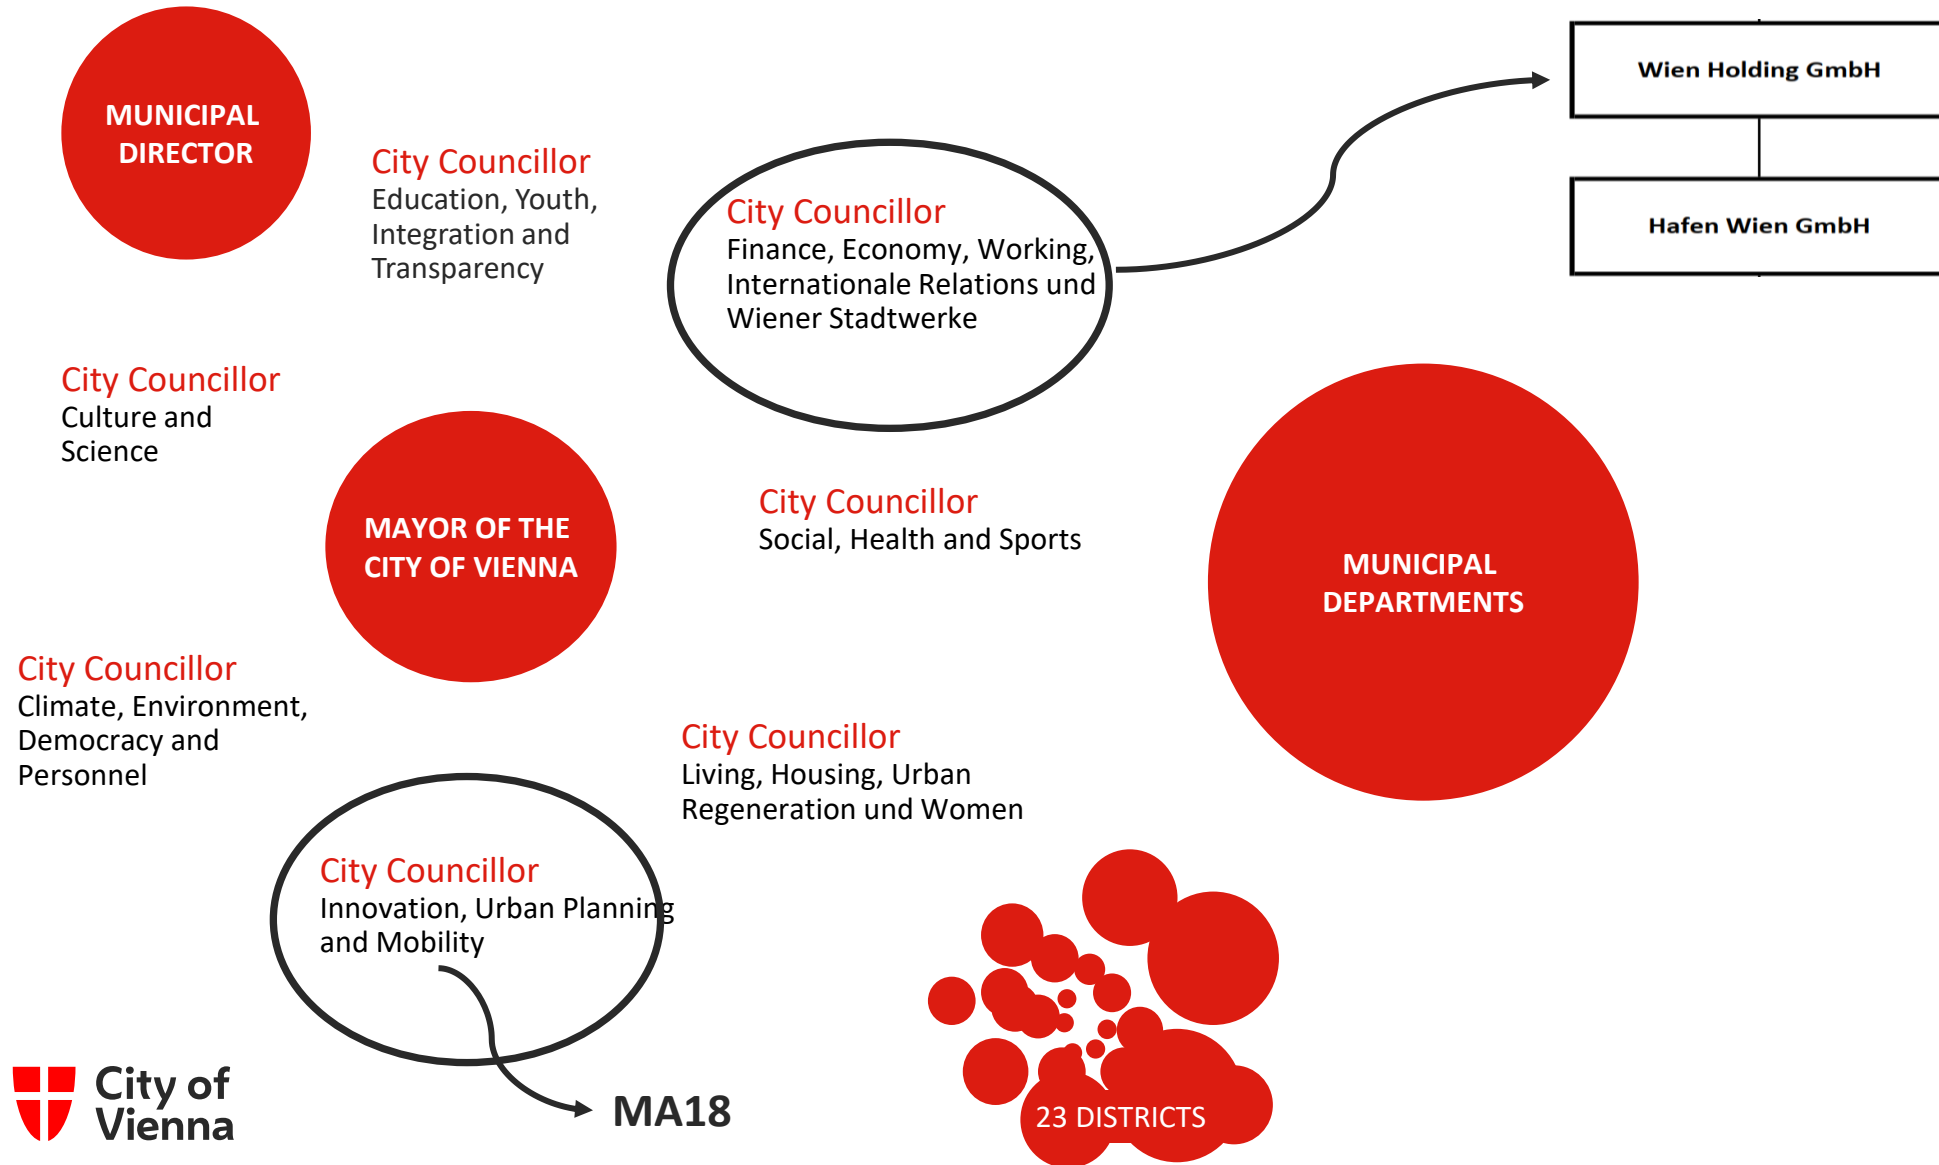 MUNICIPAL
DIRECTOR
City Councillor
Education, Youth,
Integration and
Transparency
City Councillor
Finance, Economy, Working,
Internationale Relations und
Wiener Stadtwerke
Wien Holding GmbH
Hafen Wien GmbH
City Councillor
Culture and
Science
MAYOR OF THE
CITY OF VIENNA
City Councillor
Social, Health and Sports
MUNICIPAL
DEPARTMENTS
City Councillor
Climate, Environment,
Democracy and
Personnel
City Councillor
Living, Housing, Urban
Regeneration und Women
City Councillor
Innovation, Urban Planning
and Mobility
MA18
23 DISTRICTS
City of
Vienna